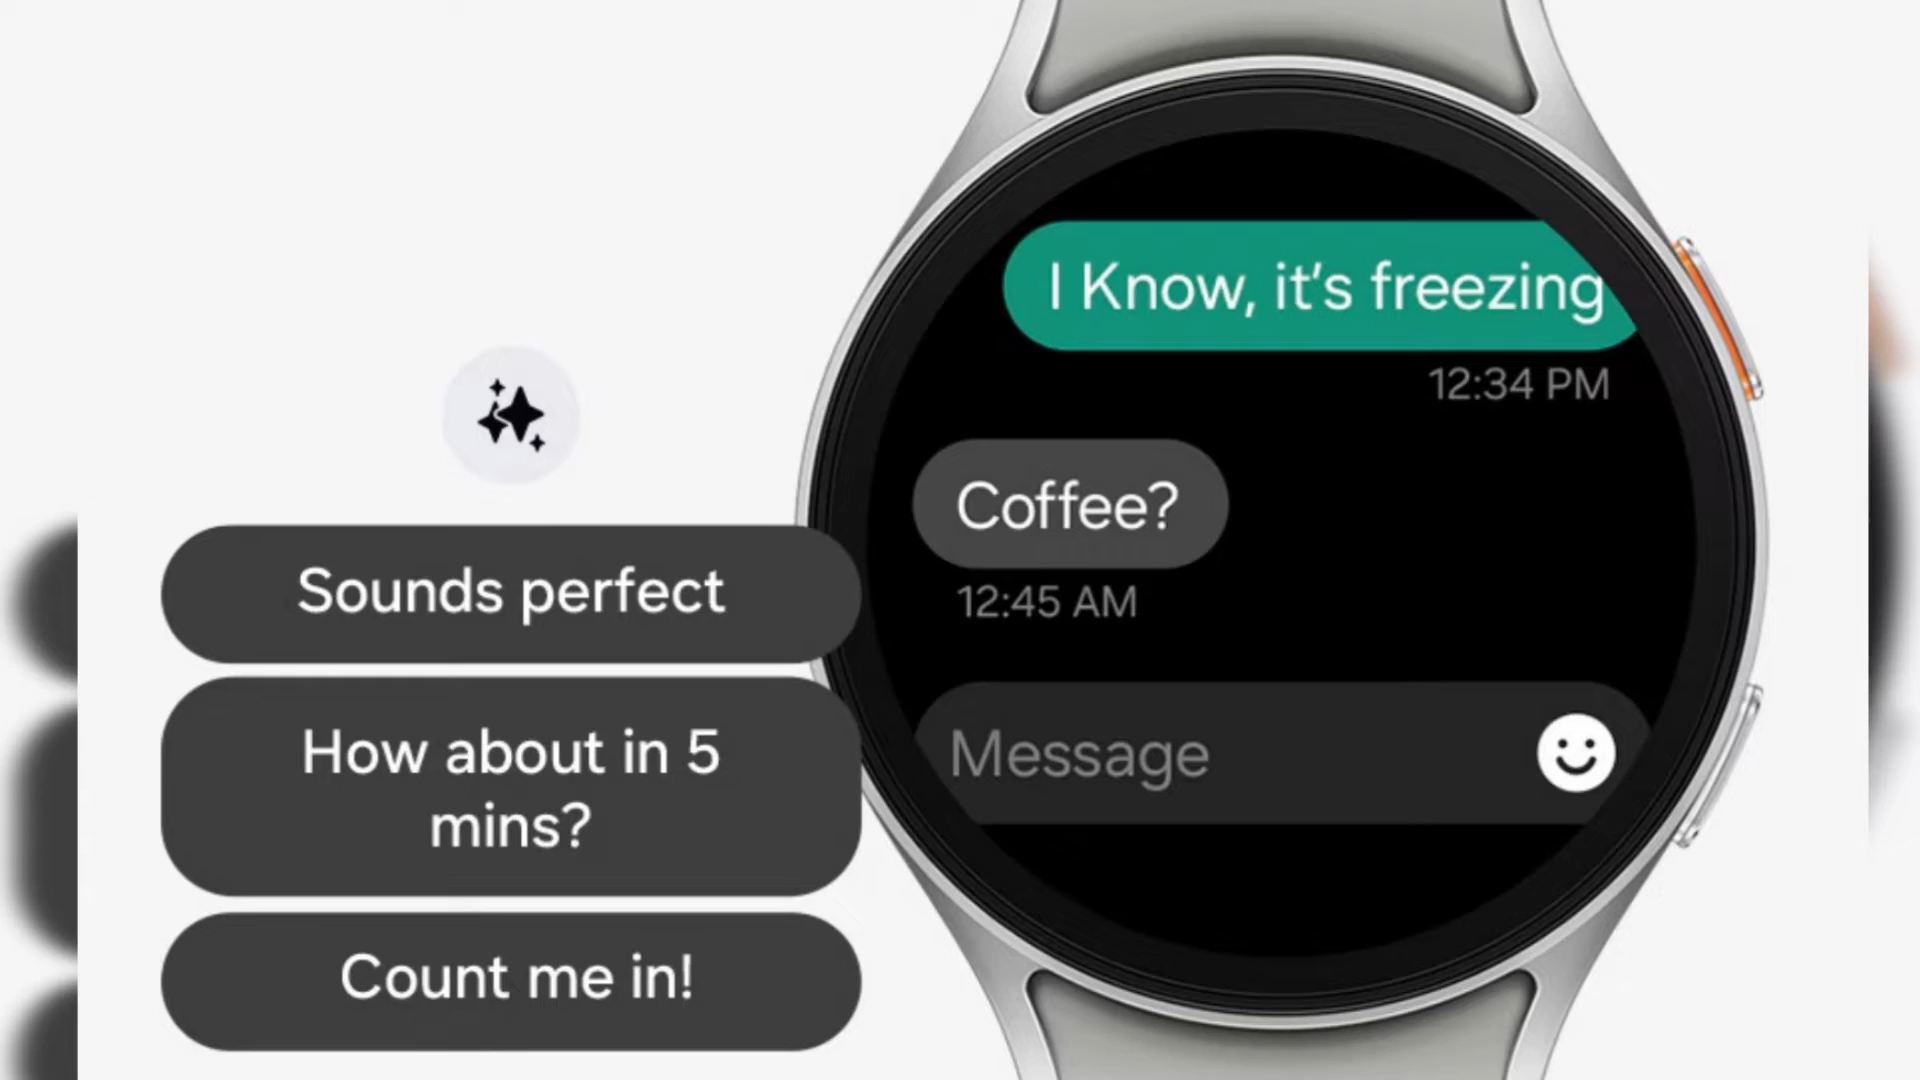 I Know, it's freezing
12:34 PM
Coffee?
12:45 AM
Message
Sounds perfect
How about in 5
mins?
Count me in!